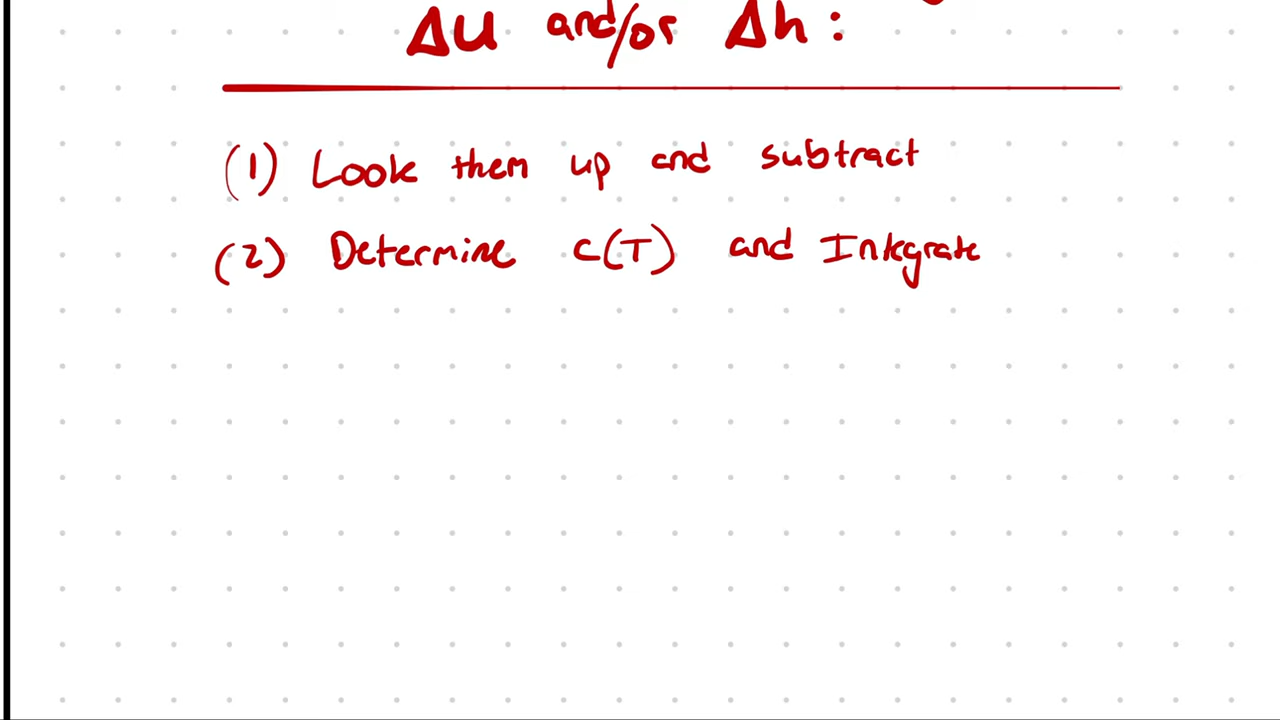 Δu and/or Δh:
(1) Look them up and subtract
(2) Determine c(T) and Integrate